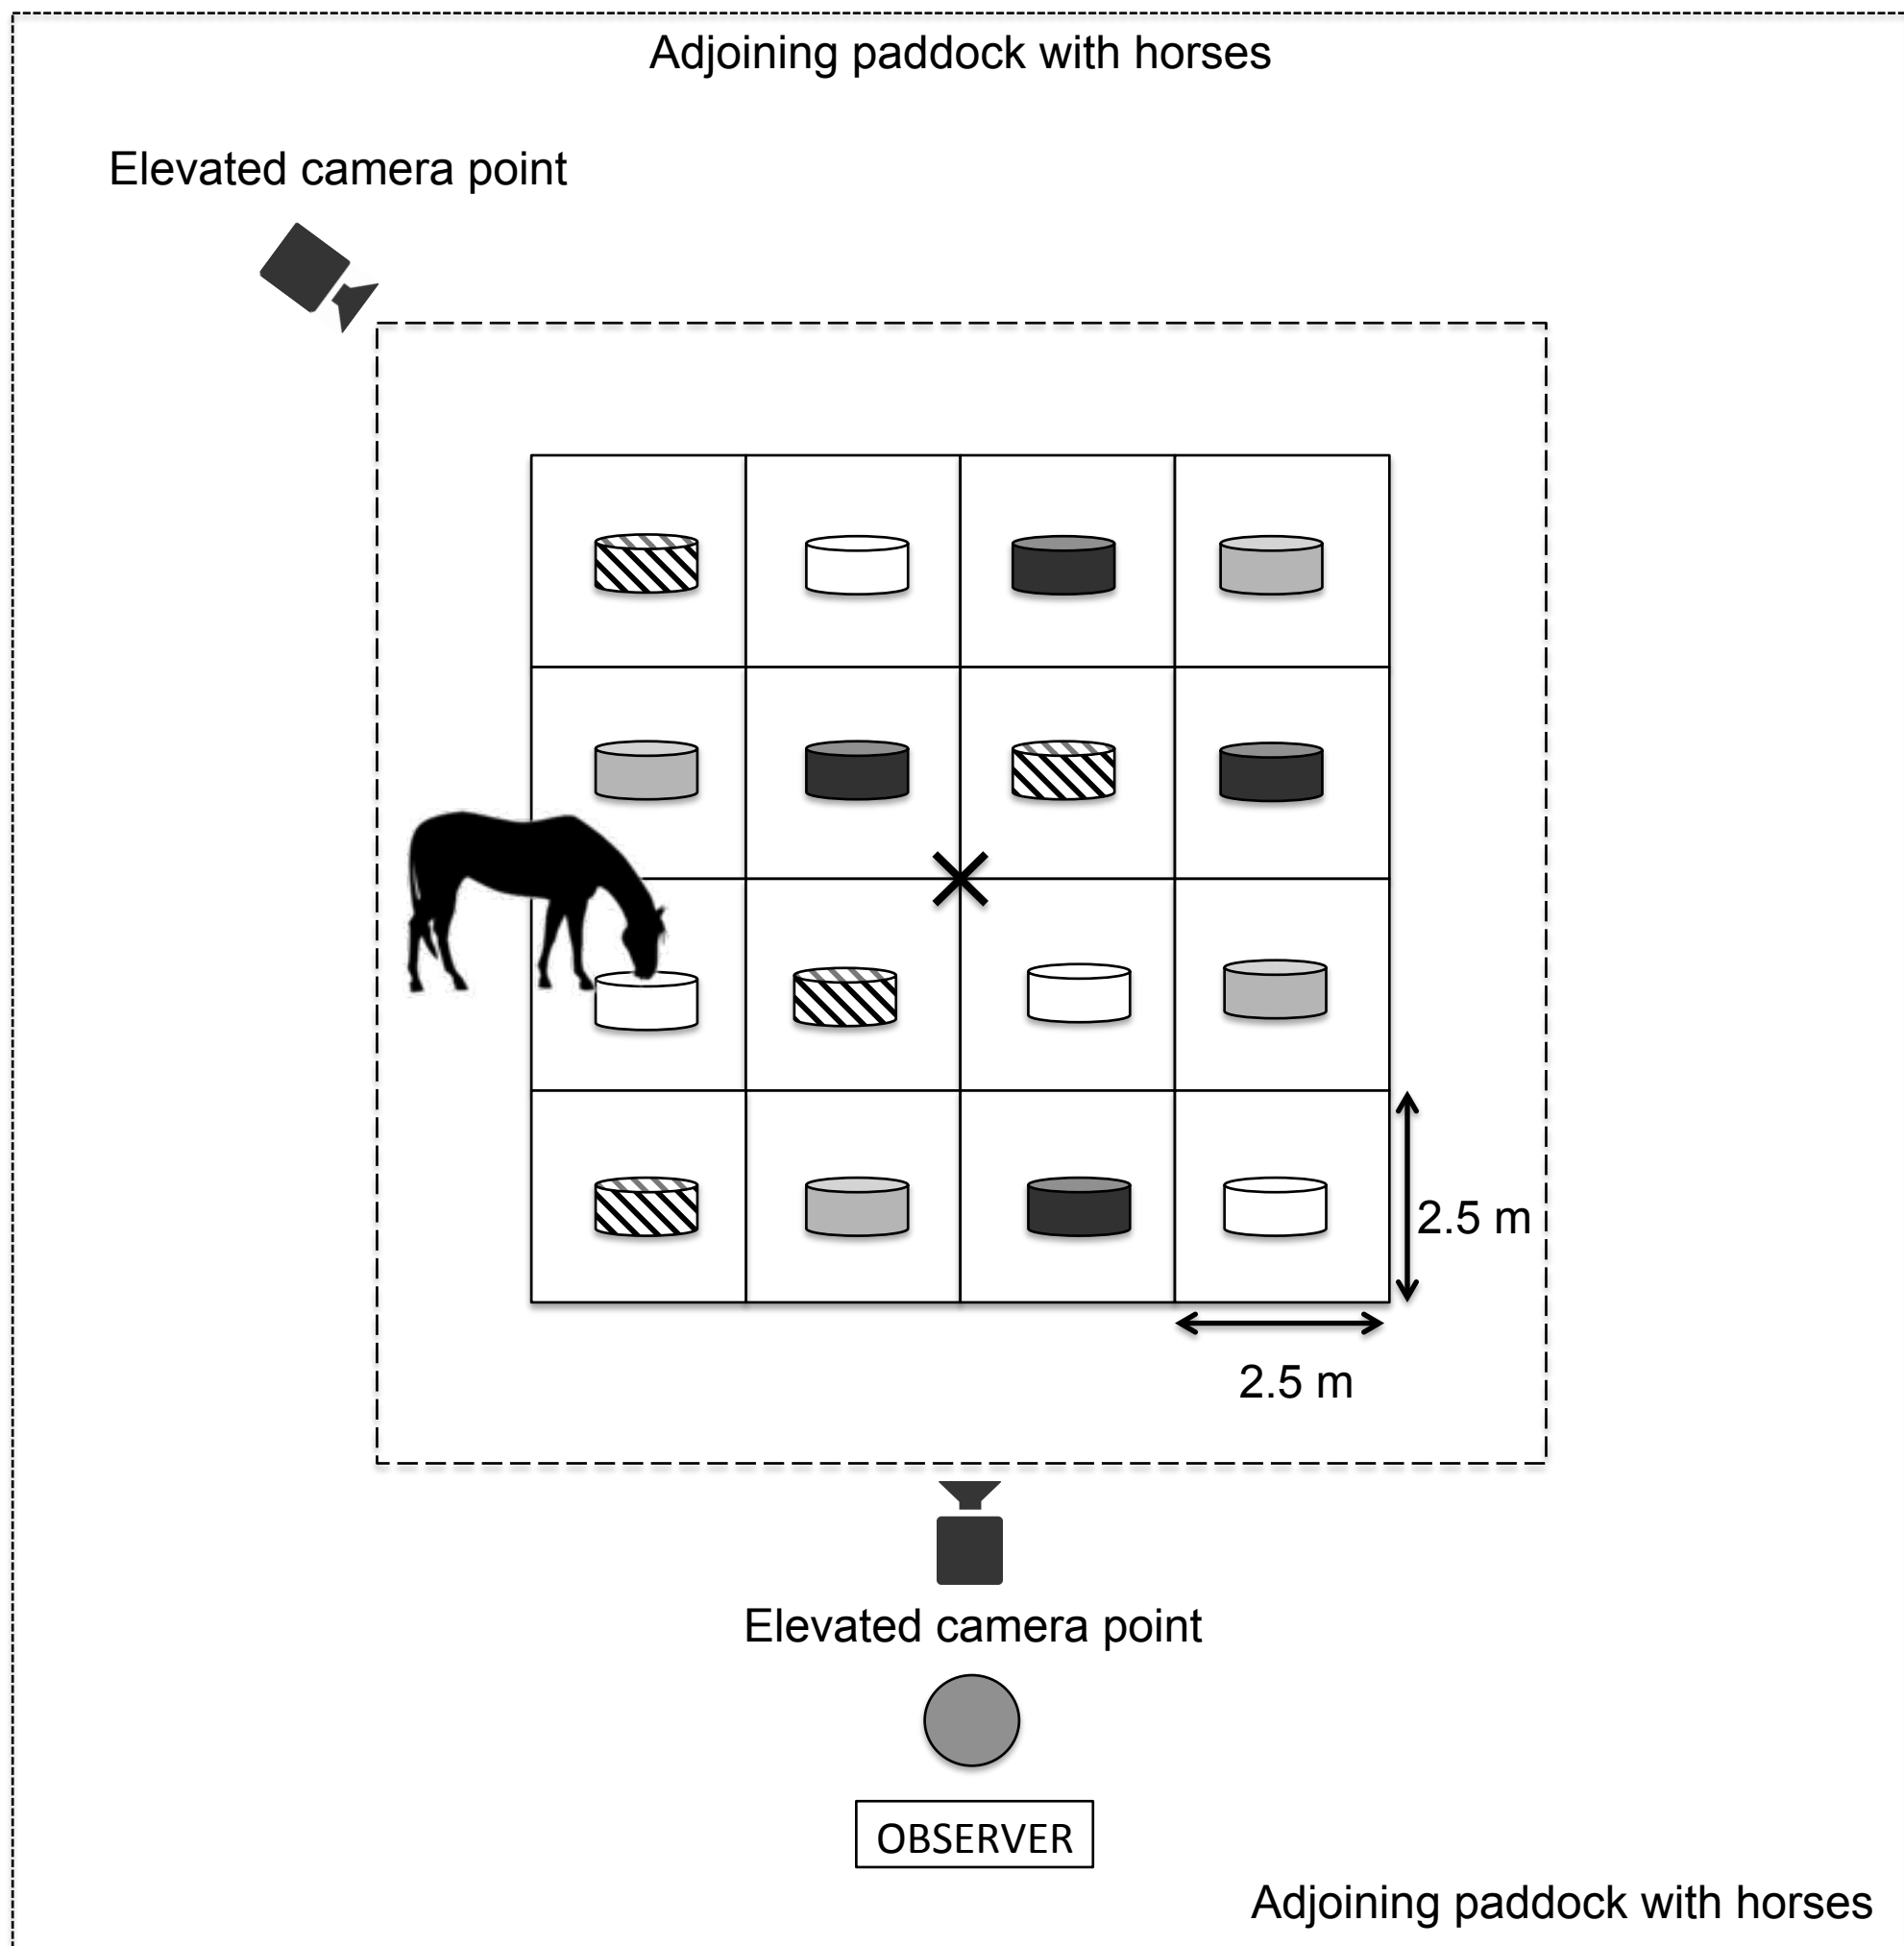 Adjoining paddock with horses
Elevated camera point
2.5 m
2.5 m
Elevated camera point
OBSERVER
Adjoining paddock with horses